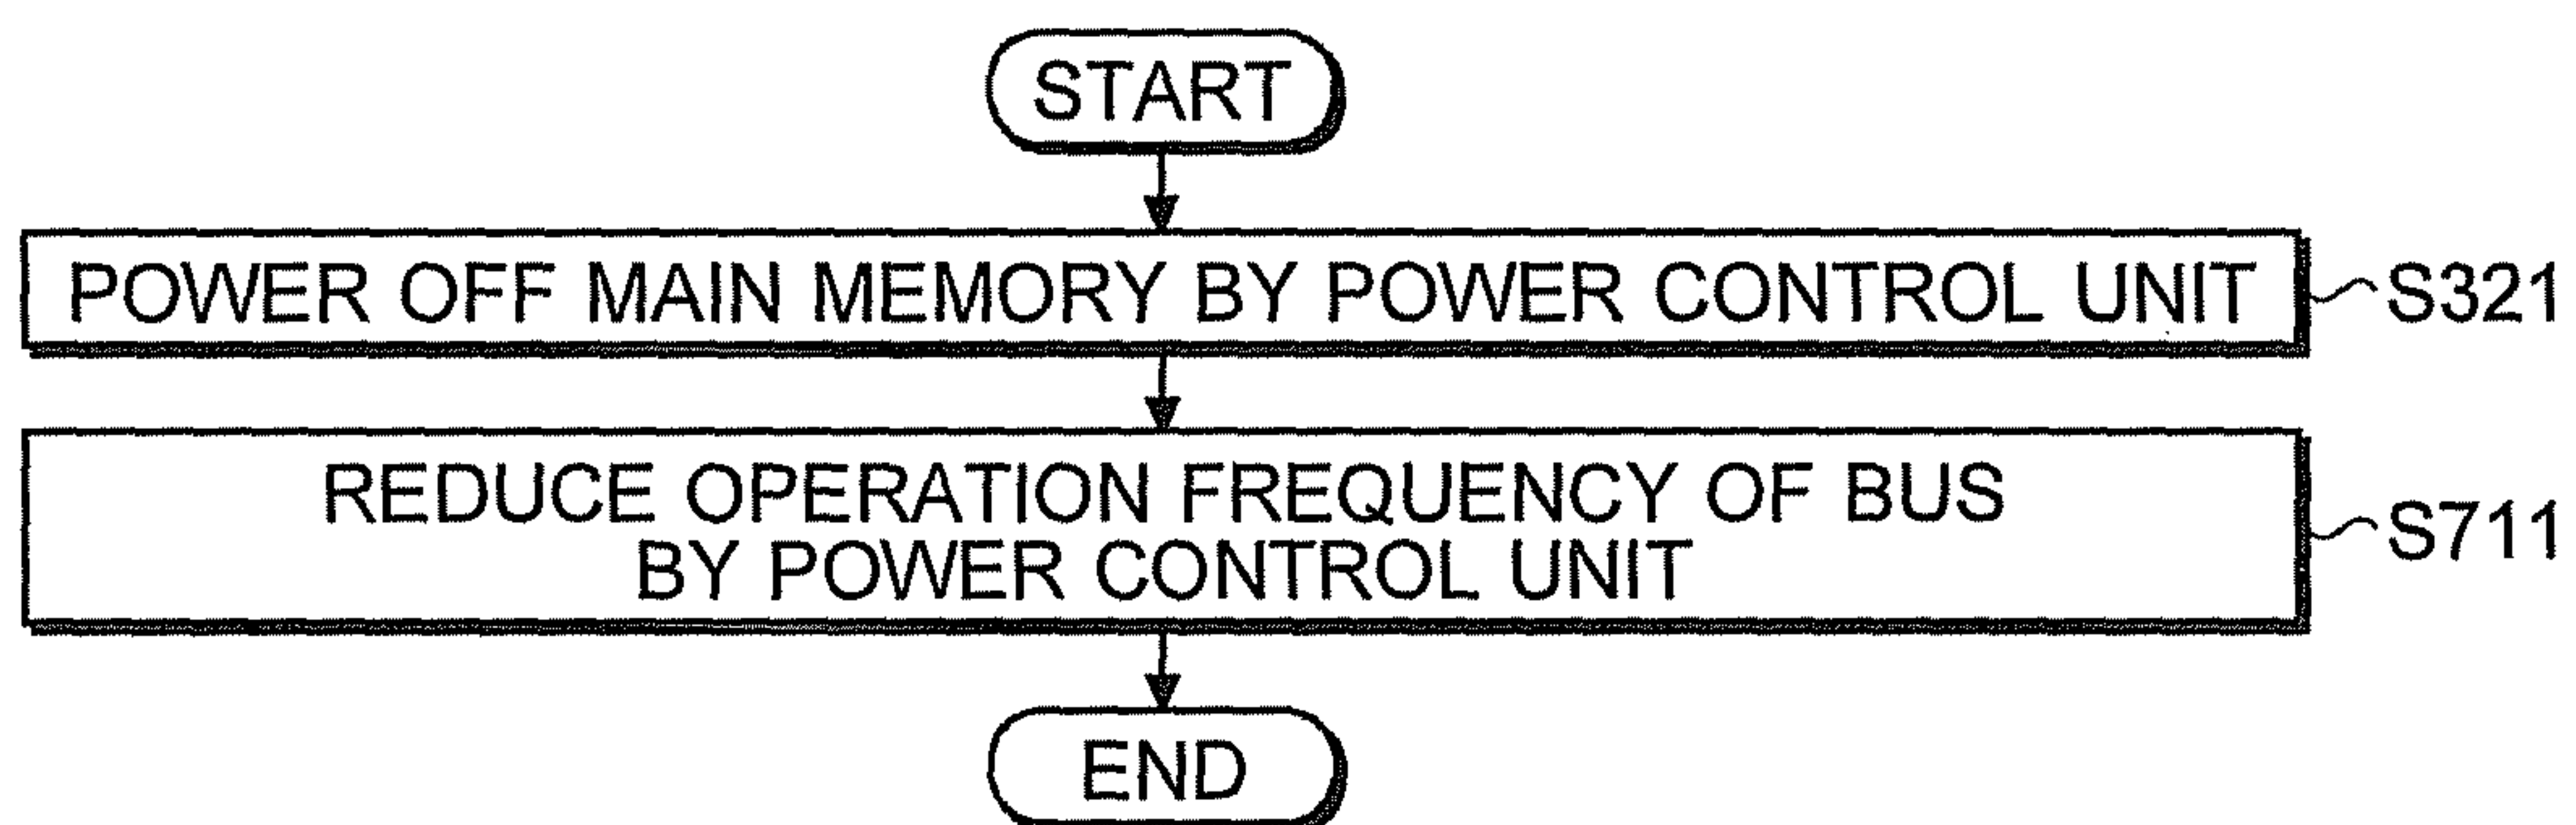 START
POWER OFF MAIN MEMORY BY POWER CONTROL UNIT
S321
REDUCE OPERATION FREQUENCY OF BUS
BY POWER CONTROL UNIT
S711
END